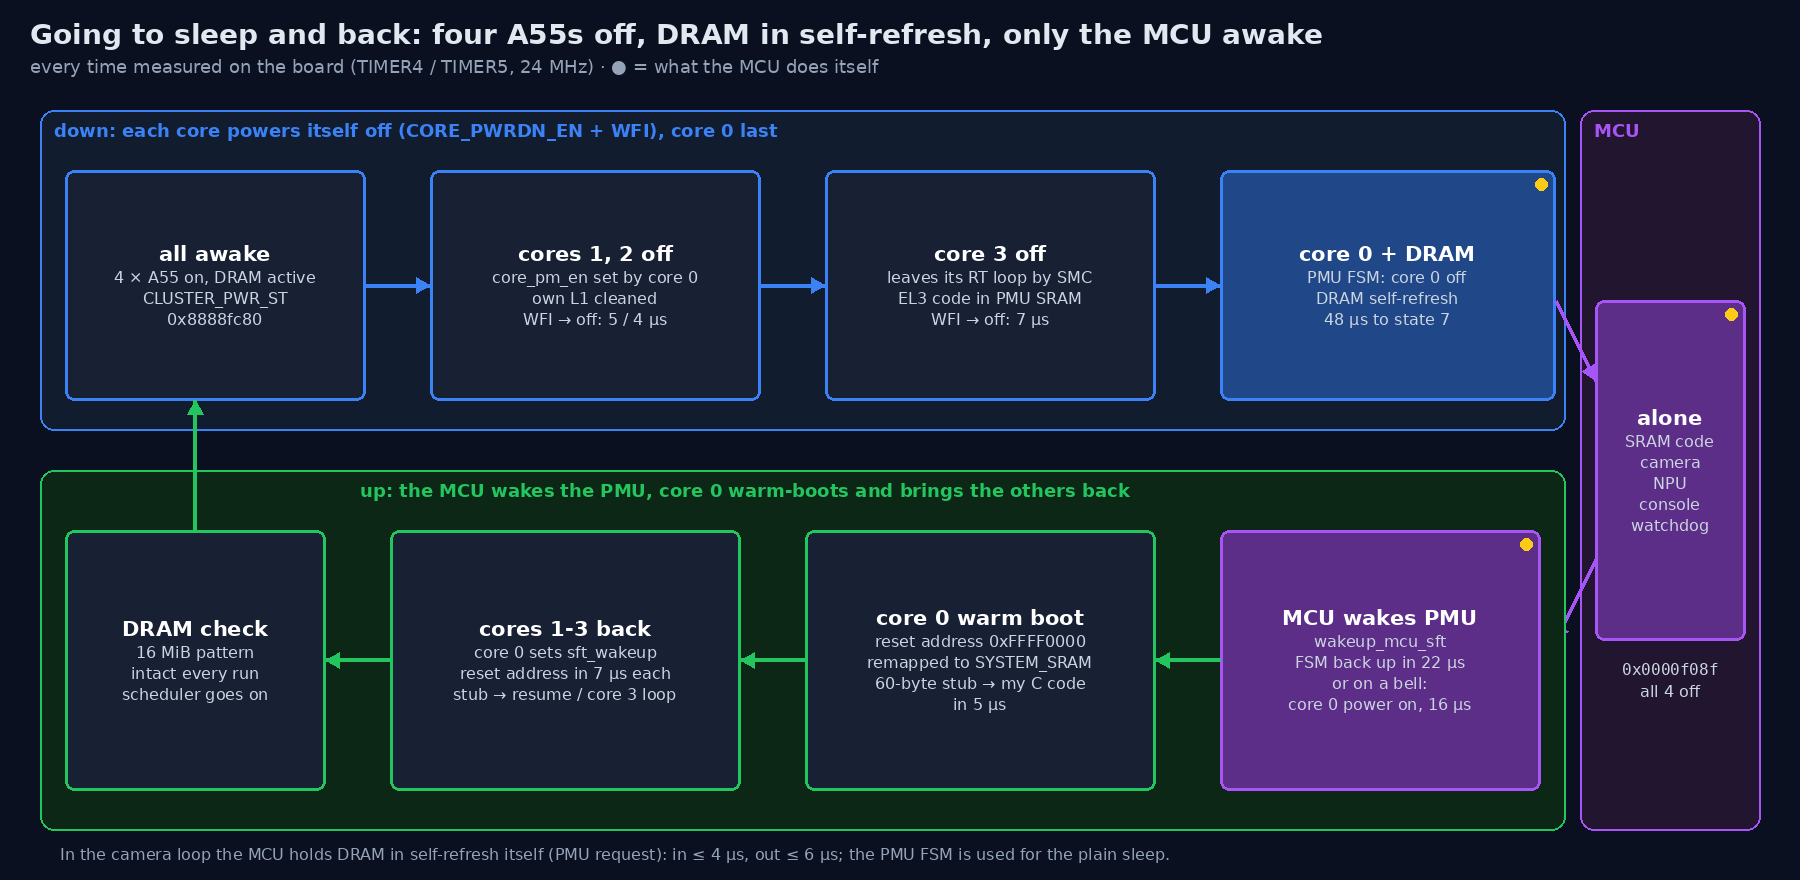 Going to sleep and back: four A55s off, DRAM in self-refresh, only the MCU awake
every time measured on the board (TIMER4 / TIMER5, 24 MHz) · ● = what the MCU does itself
down: each core powers itself off (CORE_PWRDN_EN + WFI), core 0 last
all awake
4 × A55 on, DRAM active
CLUSTER_PWR_ST
0x8888fc80
cores 1, 2 off
core_pm_en set by core 0
own L1 cleaned
WFI → off: 5 / 4 µs
core 3 off
leaves its RT loop by SMC
EL3 code in PMU SRAM
WFI → off: 7 µs
core 0 + DRAM
PMU FSM: core 0 off
DRAM self-refresh
48 µs to state 7
MCU
alone
SRAM code
camera
NPU
console
watchdog
0x0000f08f
all 4 off
up: the MCU wakes the PMU, core 0 warm-boots and brings the others back
DRAM check
16 MiB pattern
intact every run
scheduler goes on
cores 1-3 back
core 0 sets sft_wakeup
reset address in 7 µs each
stub → resume / core 3 loop
core 0 warm boot
reset address 0xFFFF0000
remapped to SYSTEM_SRAM
60-byte stub → my C code
in 5 µs
MCU wakes PMU
wakeup_mcu_sft
FSM back up in 22 µs
or on a bell:
core 0 power on, 16 µs
In the camera loop the MCU holds DRAM in self-refresh itself (PMU request): in ≤ 4 µs, out ≤ 6 µs; the PMU FSM is used for the plain sleep.